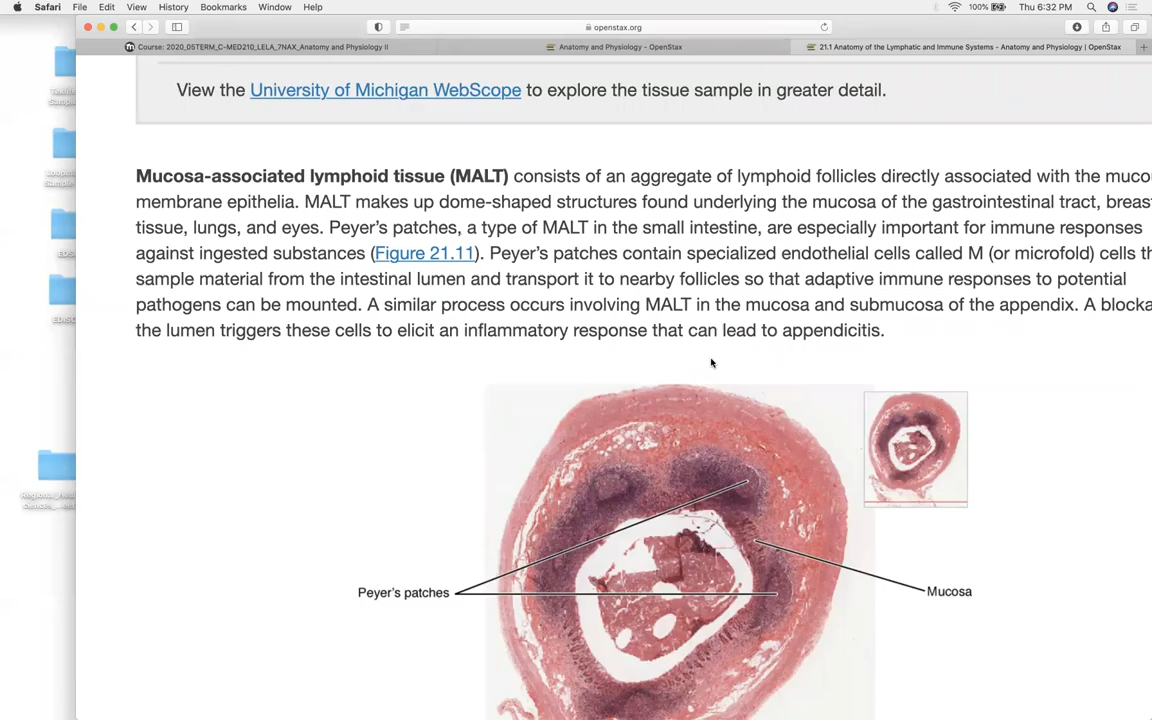 Safari File Edit View History Bookmarks Window Help 100% Thu 6:32 PM
openstax.org
Course: 2020_05TERM_C-MED210_LELA_7NAX_Anatomy and Physiology II Anatomy and Physiology - OpenStax 21.1 Anatomy of the Lymphatic and Immune Systems - Anatomy and Physiology | OpenStax
View the University of Michigan WebScope to explore the tissue sample in greater detail.
Mucosa-associated lymphoid tissue (MALT) consists of an aggregate of lymphoid follicles directly associated with the muco
membrane epithelia. MALT makes up dome-shaped structures found underlying the mucosa of the gastrointestinal tract, breas
tissue, lungs, and eyes. Peyer's patches, a type of MALT in the small intestine, are especially important for immune responses
against ingested substances (Figure 21.11). Peyer's patches contain specialized endothelial cells called M (or microfold) cells th
sample material from the intestinal lumen and transport it to nearby follicles so that adaptive immune responses to potential
pathogens can be mounted. A similar process occurs involving MALT in the mucosa and submucosa of the appendix. A blocka
the lumen triggers these cells to elicit an inflammatory response that can lead to appendicitis.
Peyer's patches
Mucosa